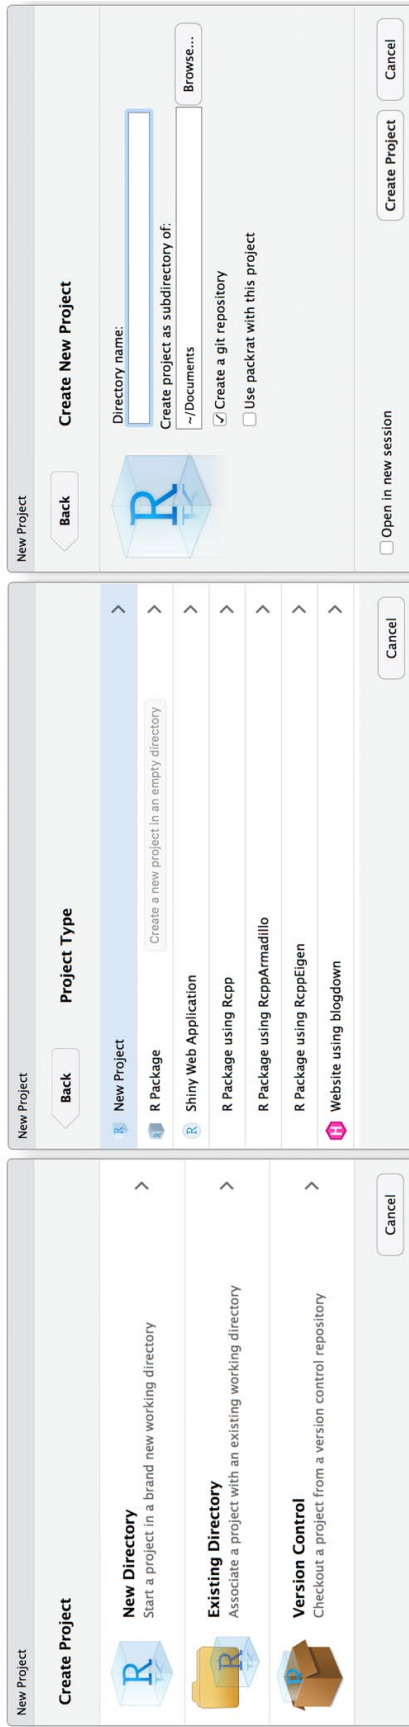 New Project
Create Project
New Directory
Start a project in a brand new working directory
Existing Directory
Associate a project with an existing working directory
Version Control
Checkout a project from a version control repository
Cancel
New Project
Back
Project Type
New Project
R Package
Create a new project in an empty directory
Shiny Web Application
R Package using Rcpp
R Package using RcppArmadillo
R Package using RcppEigen
Website using blogdown
Cancel
New Project
Back
Create New Project
R
Directory name:
Create project as subdirectory of:
~/Documents
Browse...
Create a git repository
Use packrat with this project
Open in new session
Create Project
Cancel